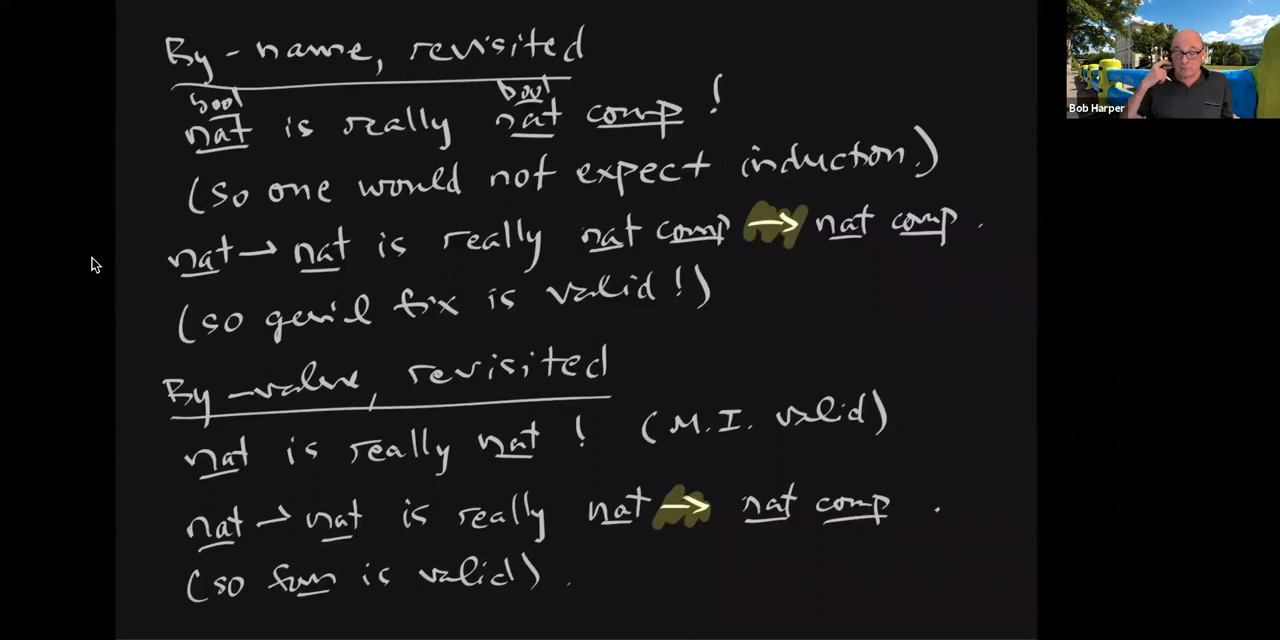 By-name, revisited
bool bool
nat is really nat comp !
(so one would not expect induction.)
nat → nat is really nat comp → nat comp .
(so gen'l fix is valid!)
By-value, revisited
nat is really nat ! (M.I. valid)
nat → nat is really nat → nat comp .
(so fun is valid) .
Bob Harper